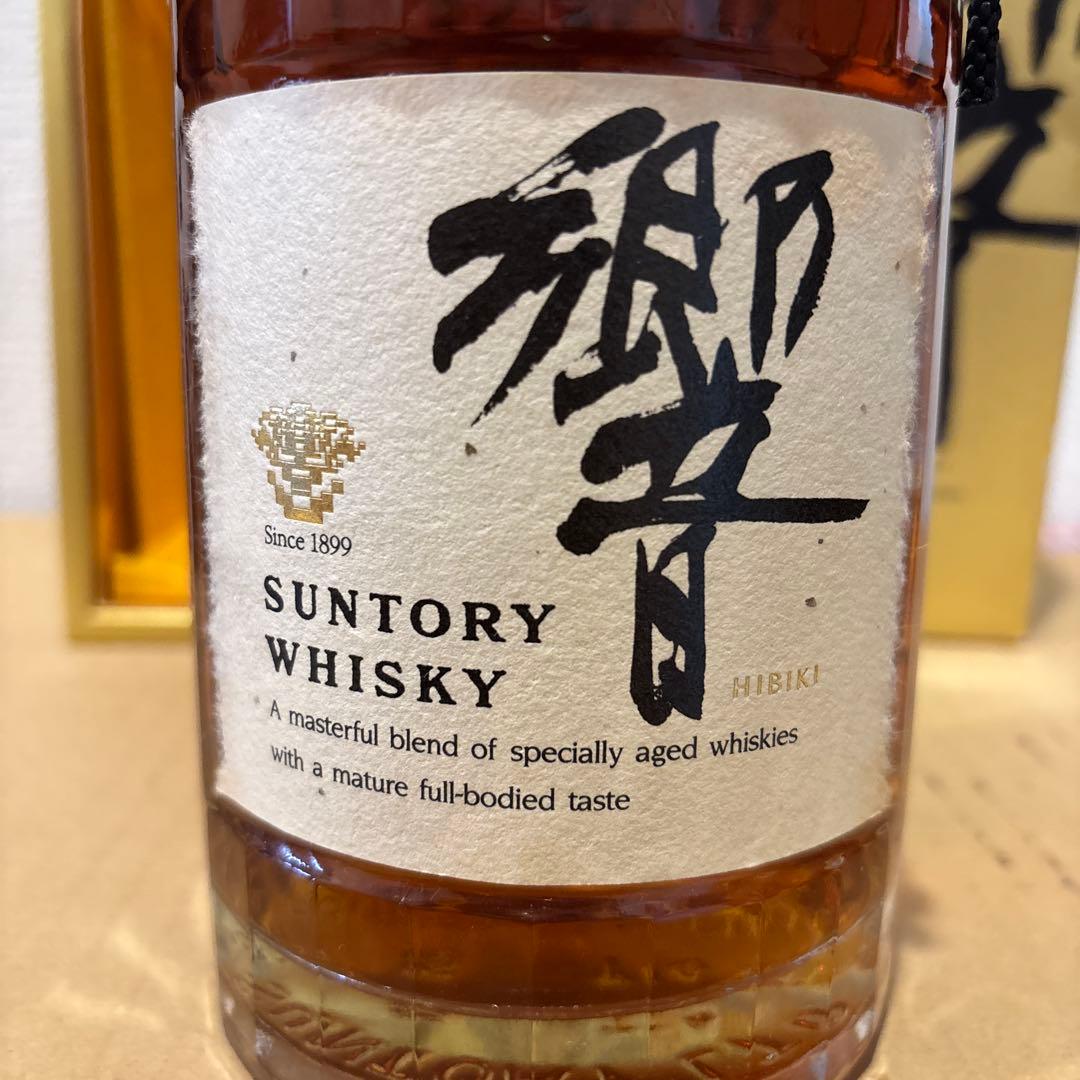 響
Since 1899
SUNTORY
WHISKY
HIBIKI
A masterful blend of specially aged whiskies
with a mature full-bodied taste